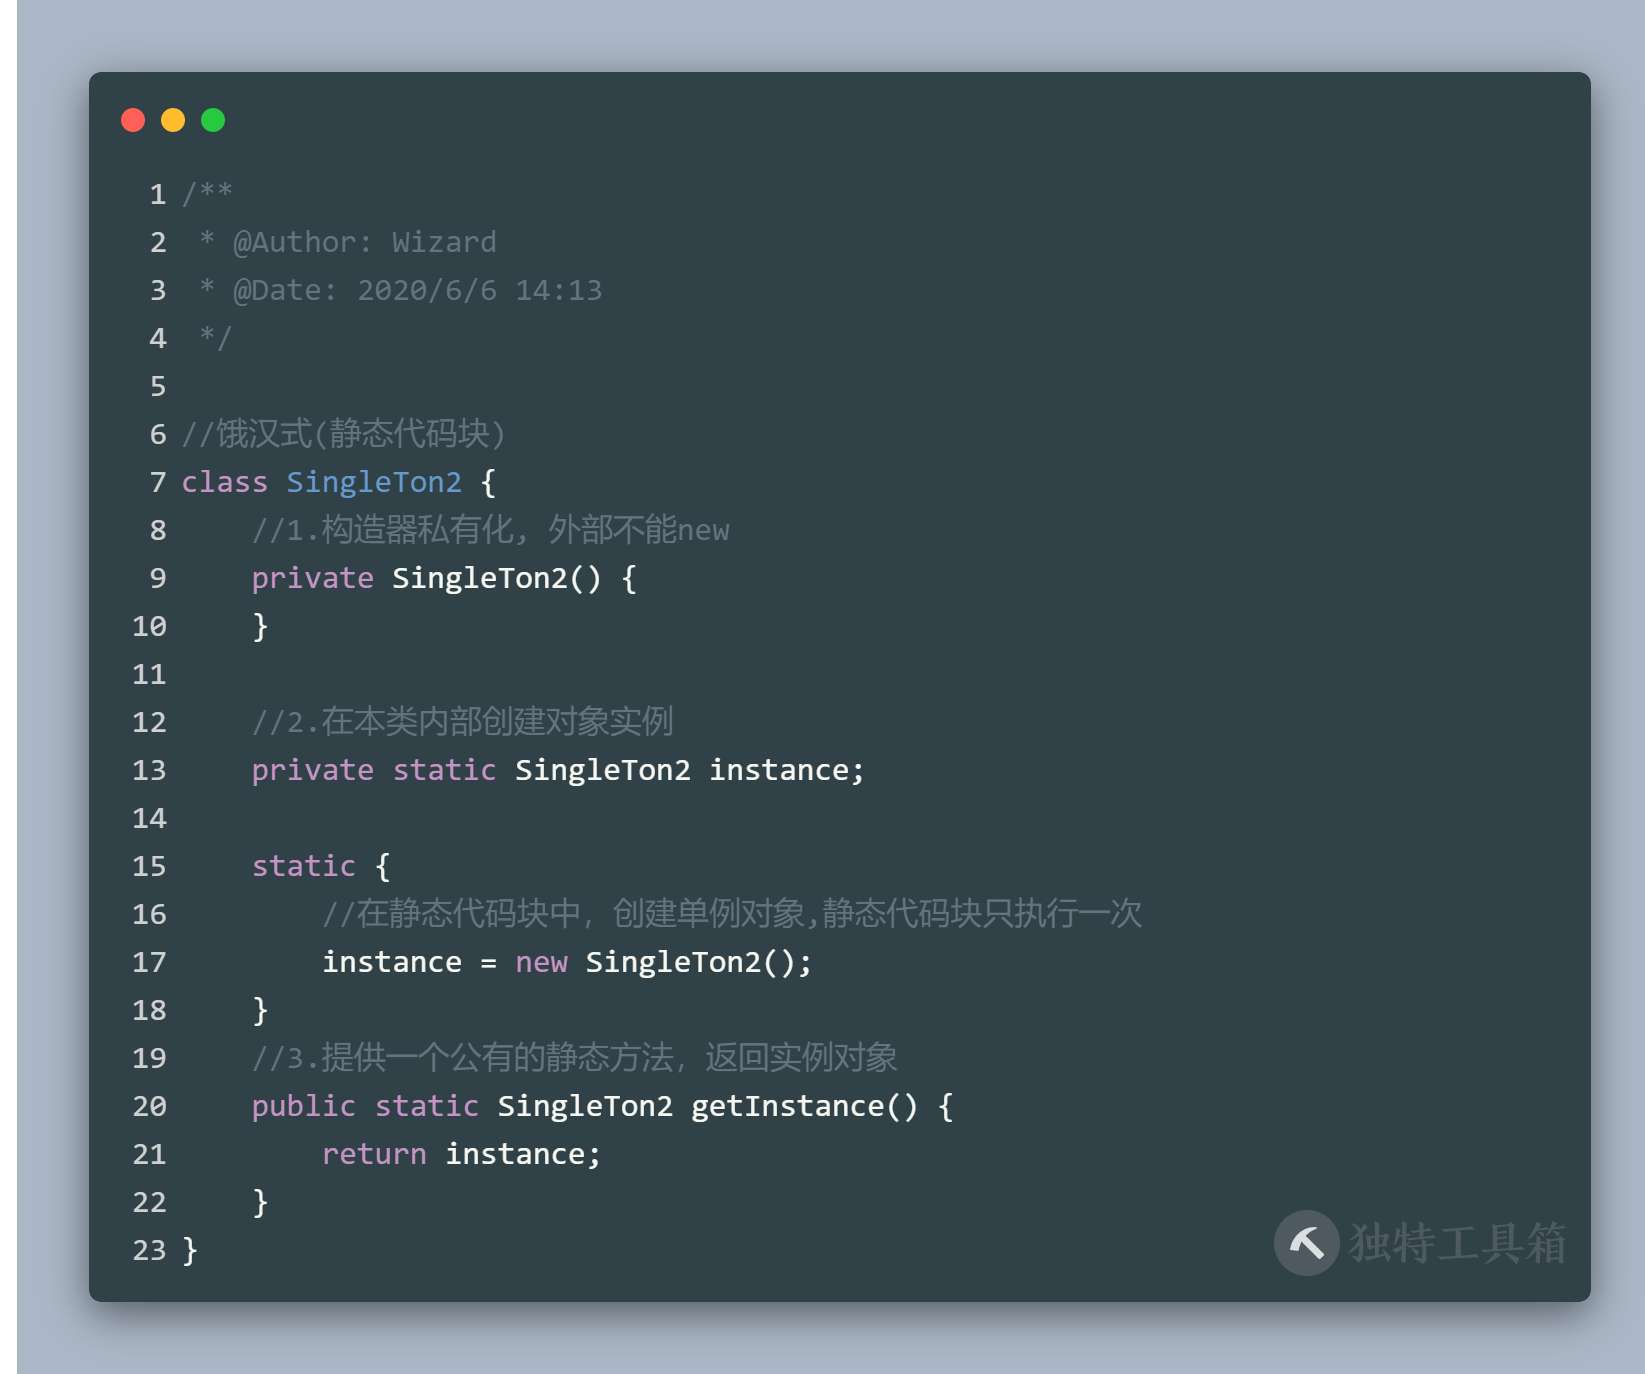 1 /**
2  * @Author: Wizard
3  * @Date: 2020/6/6 14:13
4  */
5
6 //饿汉式(静态代码块)
7 class SingleTon2 {
8     //1.构造器私有化, 外部不能new
9     private SingleTon2() {
10     }
11
12     //2.在本类内部创建对象实例
13     private static SingleTon2 instance;
14
15     static {
16         //在静态代码块中，创建单例对象,静态代码块只执行一次
17         instance = new SingleTon2();
18     }
19     //3.提供一个公有的静态方法，返回实例对象
20     public static SingleTon2 getInstance() {
21         return instance;
22     }
23 }
独特工具箱